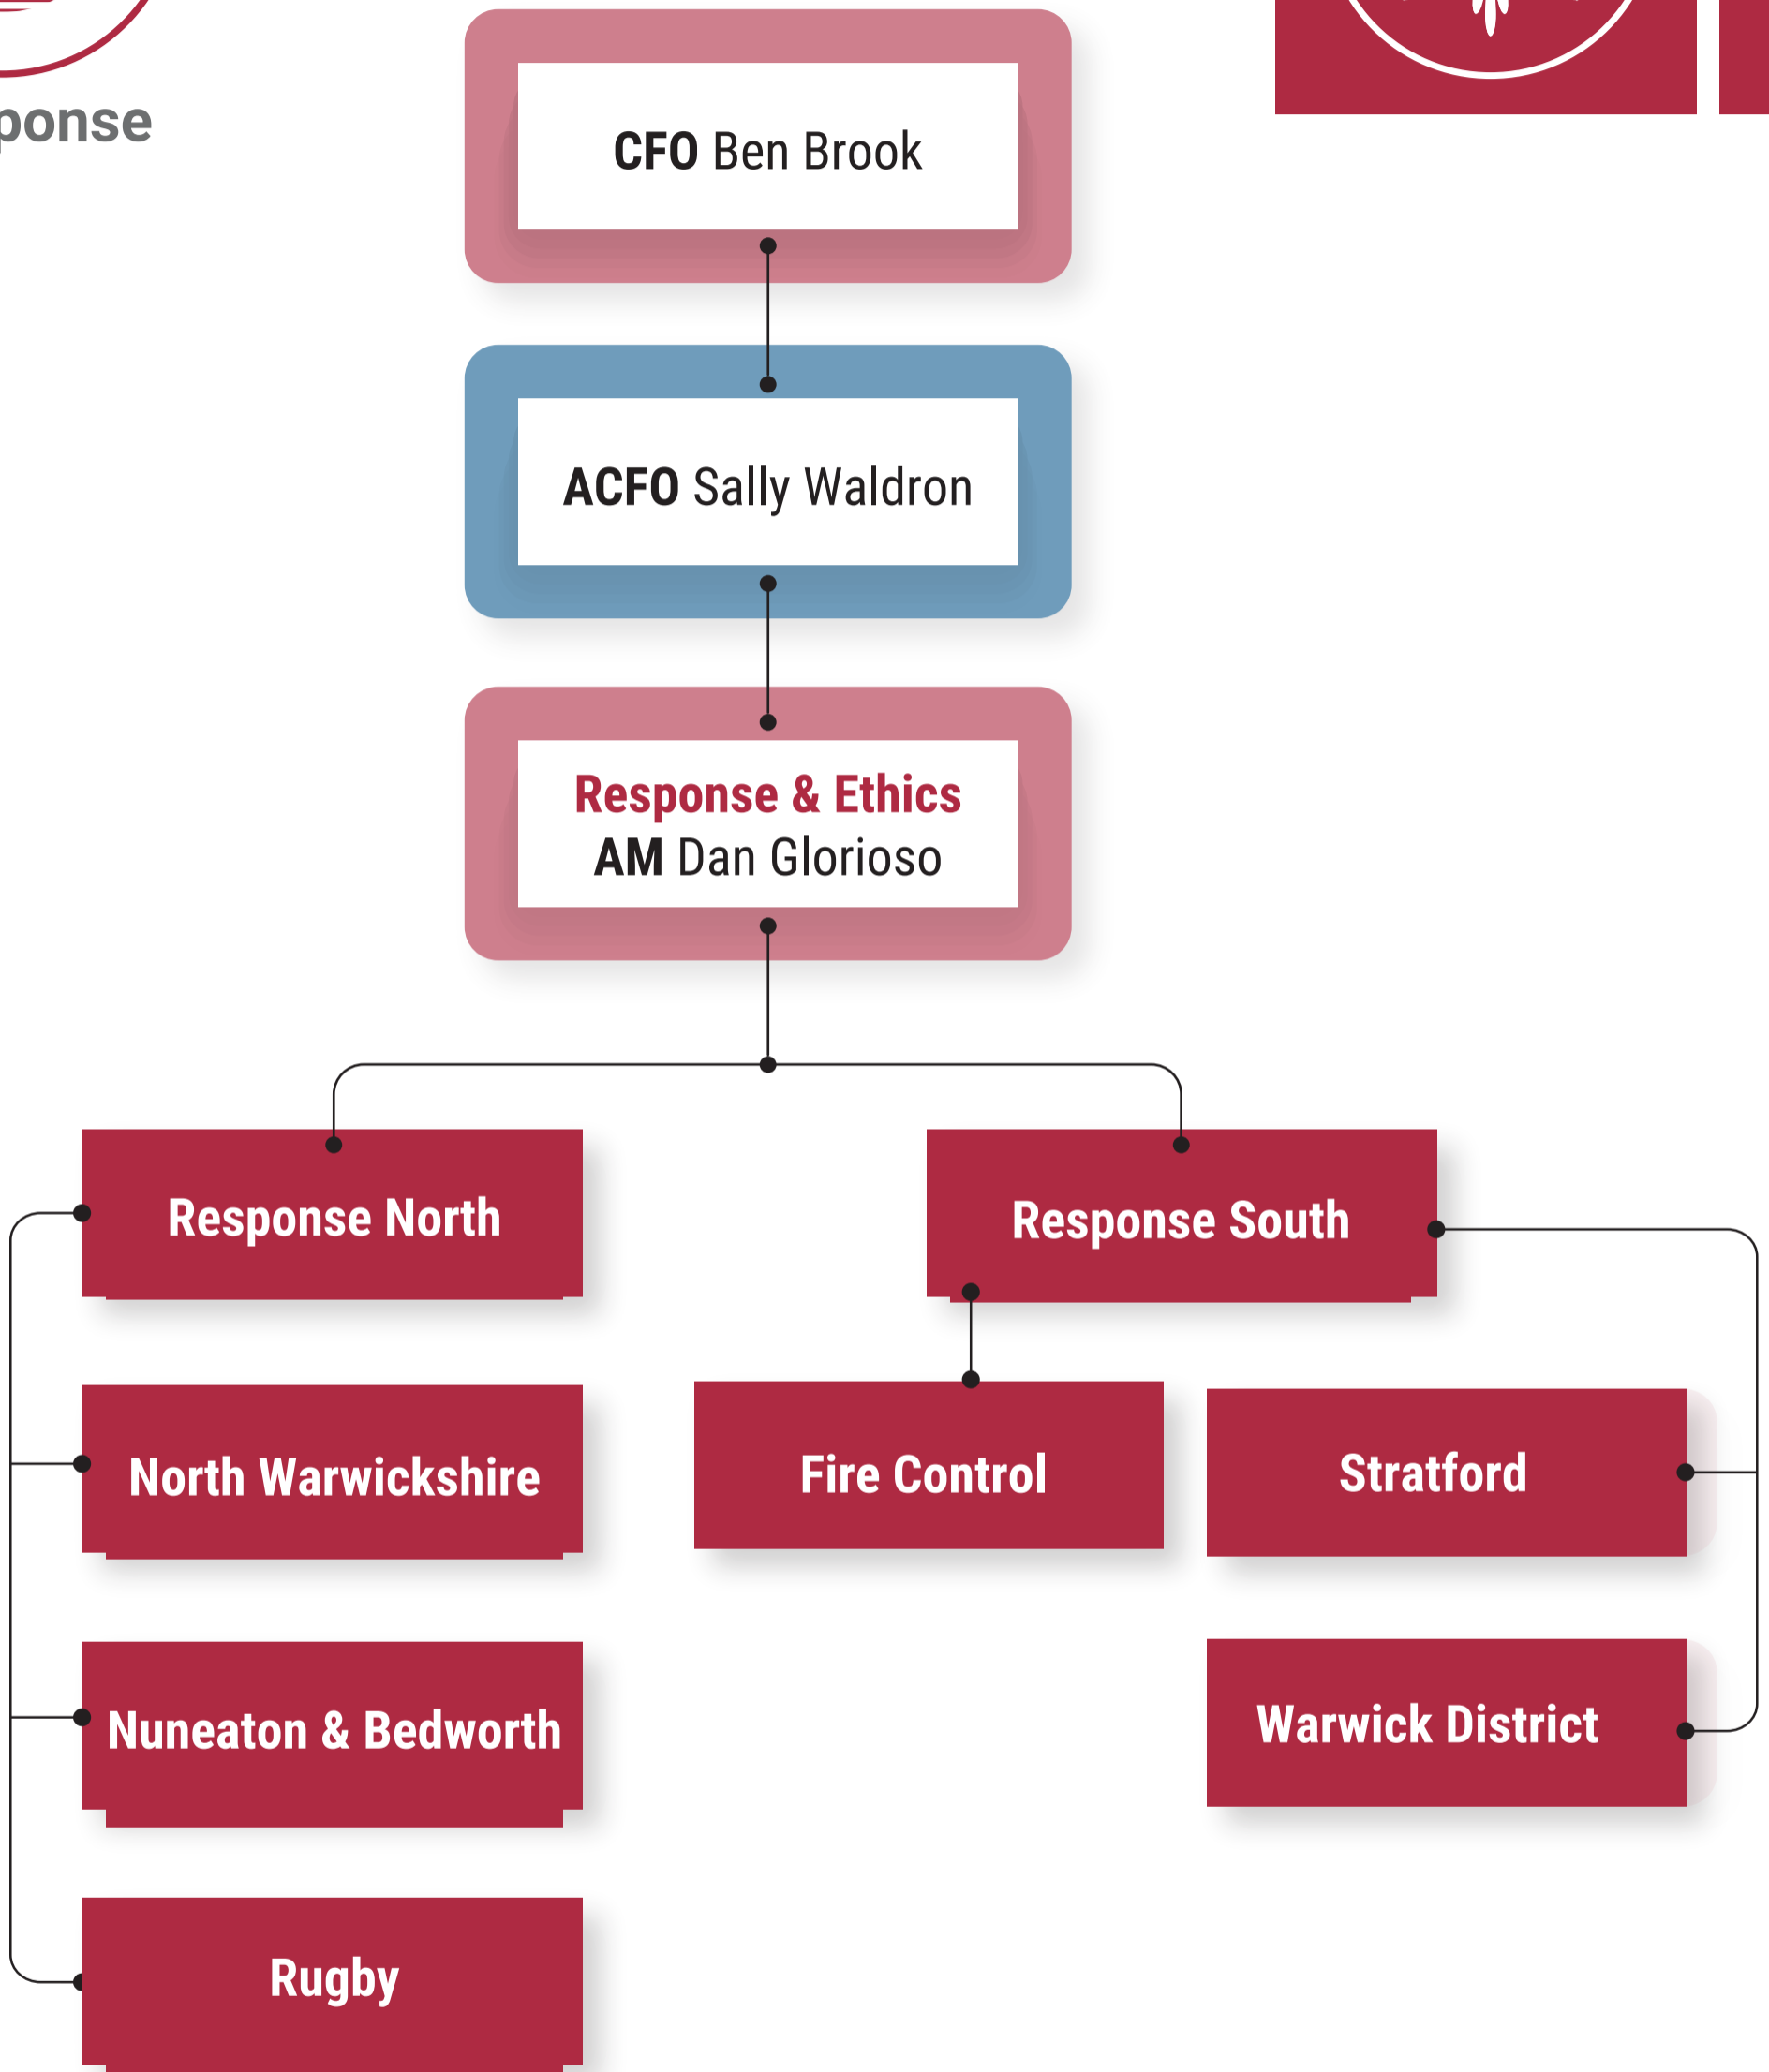 ponse
CFO Ben Brook
ACFO Sally Waldron
Response & Ethics
AM Dan Glorioso
Response North
Response South
North Warwickshire
Fire Control
Stratford
Nuneaton & Bedworth
Warwick District
Rugby